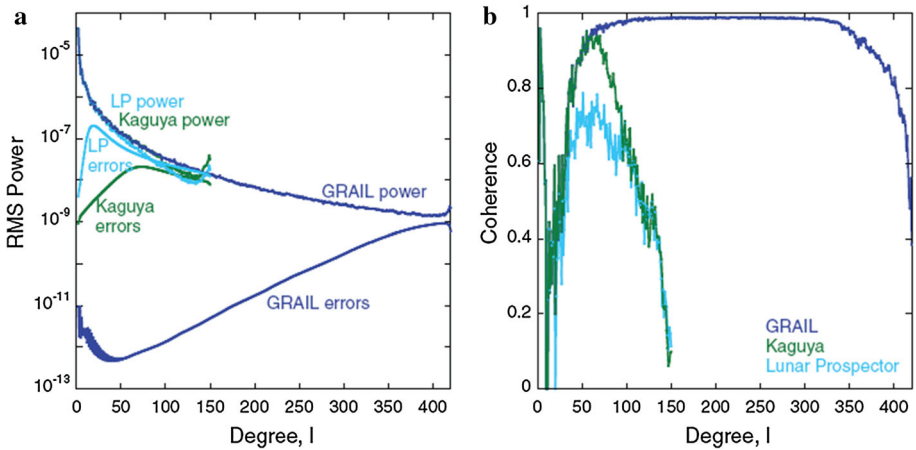 a
10-5
10-7
10-9
10-11
10-13
RMS Power
LP power
Kaguya power
LP
errors
Kaguya
errors
GRAIL power
GRAIL errors
0 50 100 150 200 250 300 350 400
Degree, l
b
1
0.8
0.6
0.4
0.2
0
Coherence
GRAIL
Kaguya
Lunar Prospector
0 50 100 150 200 250 300 350 400
Degree, l